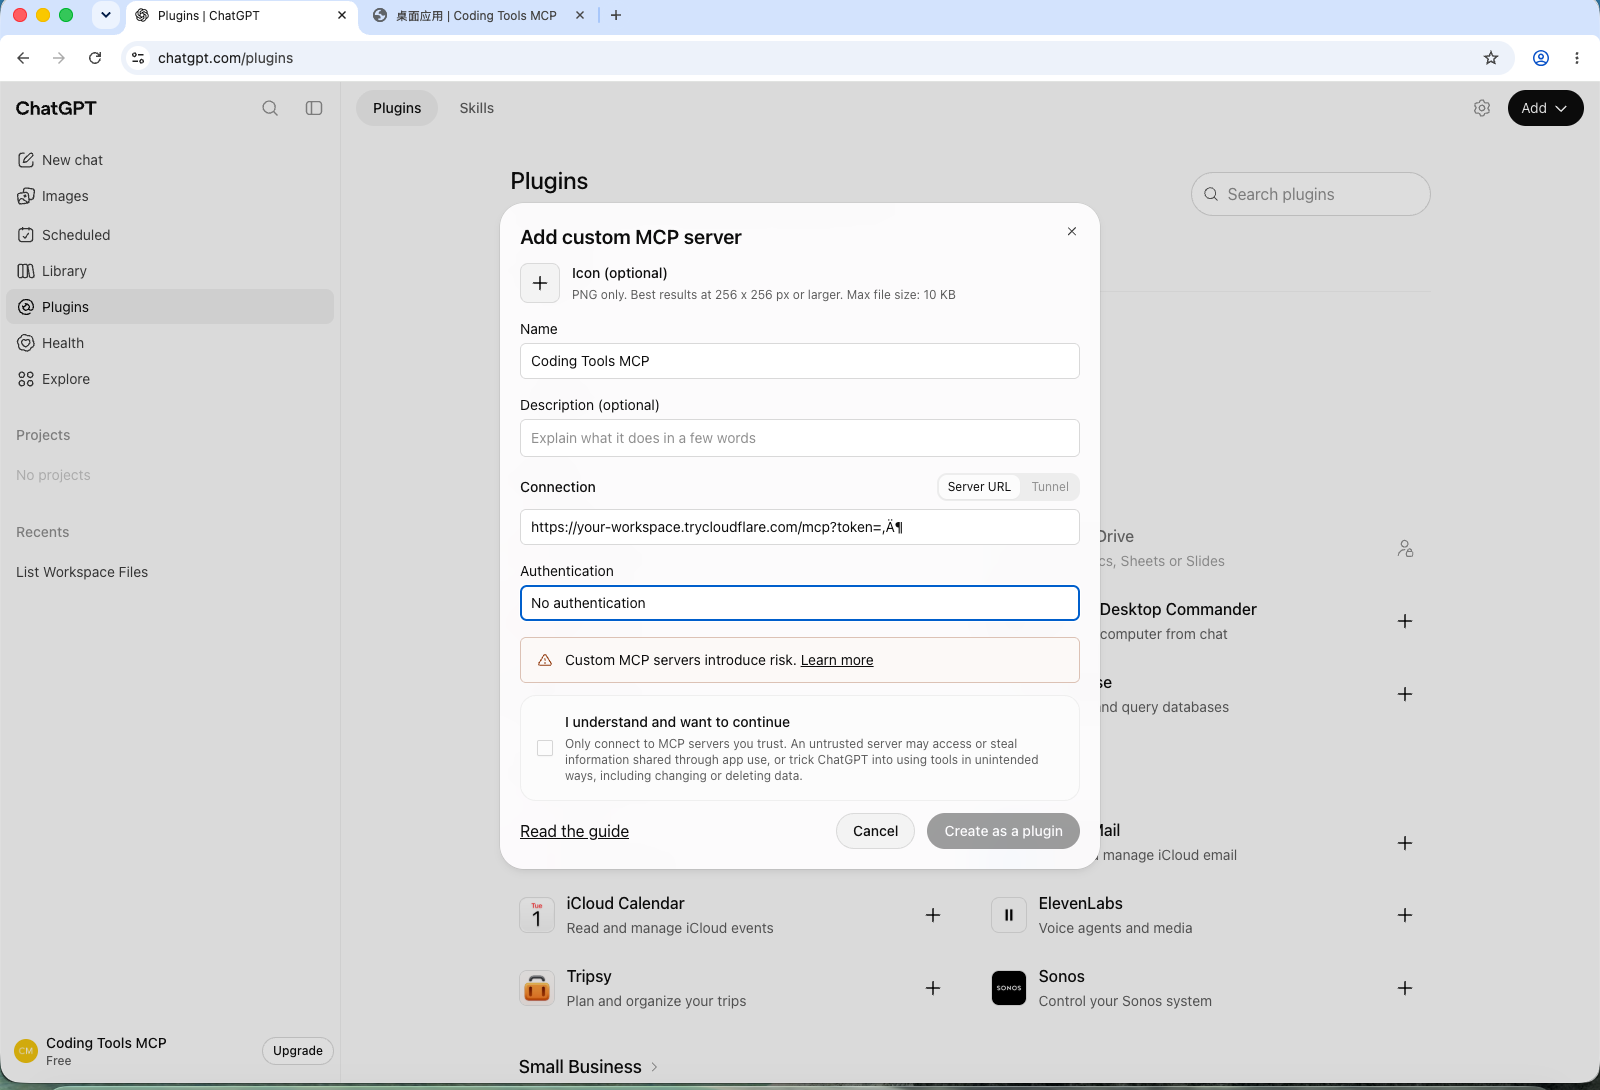 Plugins | ChatGPT
桌面应用 | Coding Tools MCP
chatgpt.com/plugins
ChatGPT
Plugins
Skills
Add
New chat
Images
Scheduled
Library
Plugins
Health
Explore
Projects
No projects
Recents
List Workspace Files
Plugins
Search plugins
Add custom MCP server
Icon (optional)
PNG only. Best results at 256 x 256 px or larger. Max file size: 10 KB
Name
Coding Tools MCP
Description (optional)
Explain what it does in a few words
Connection
Server URL
Tunnel
https://your-workspace.trycloudflare.com/mcp?token=‚Ä¶
Authentication
No authentication
Custom MCP servers introduce risk. Learn more
I understand and want to continue
Only connect to MCP servers you trust. An untrusted server may access or steal
information shared through app use, or trick ChatGPT into using tools in unintended
ways, including changing or deleting data.
Read the guide
Cancel
Create as a plugin
Drive
cs, Sheets or Slides
Desktop Commander
computer from chat
se
nd query databases
Mail
manage iCloud email
iCloud Calendar
Read and manage iCloud events
Tue
1
ElevenLabs
Voice agents and media
Tripsy
Plan and organize your trips
SONOS
Sonos
Control your Sonos system
Small Business
CM
Coding Tools MCP
Free
Upgrade